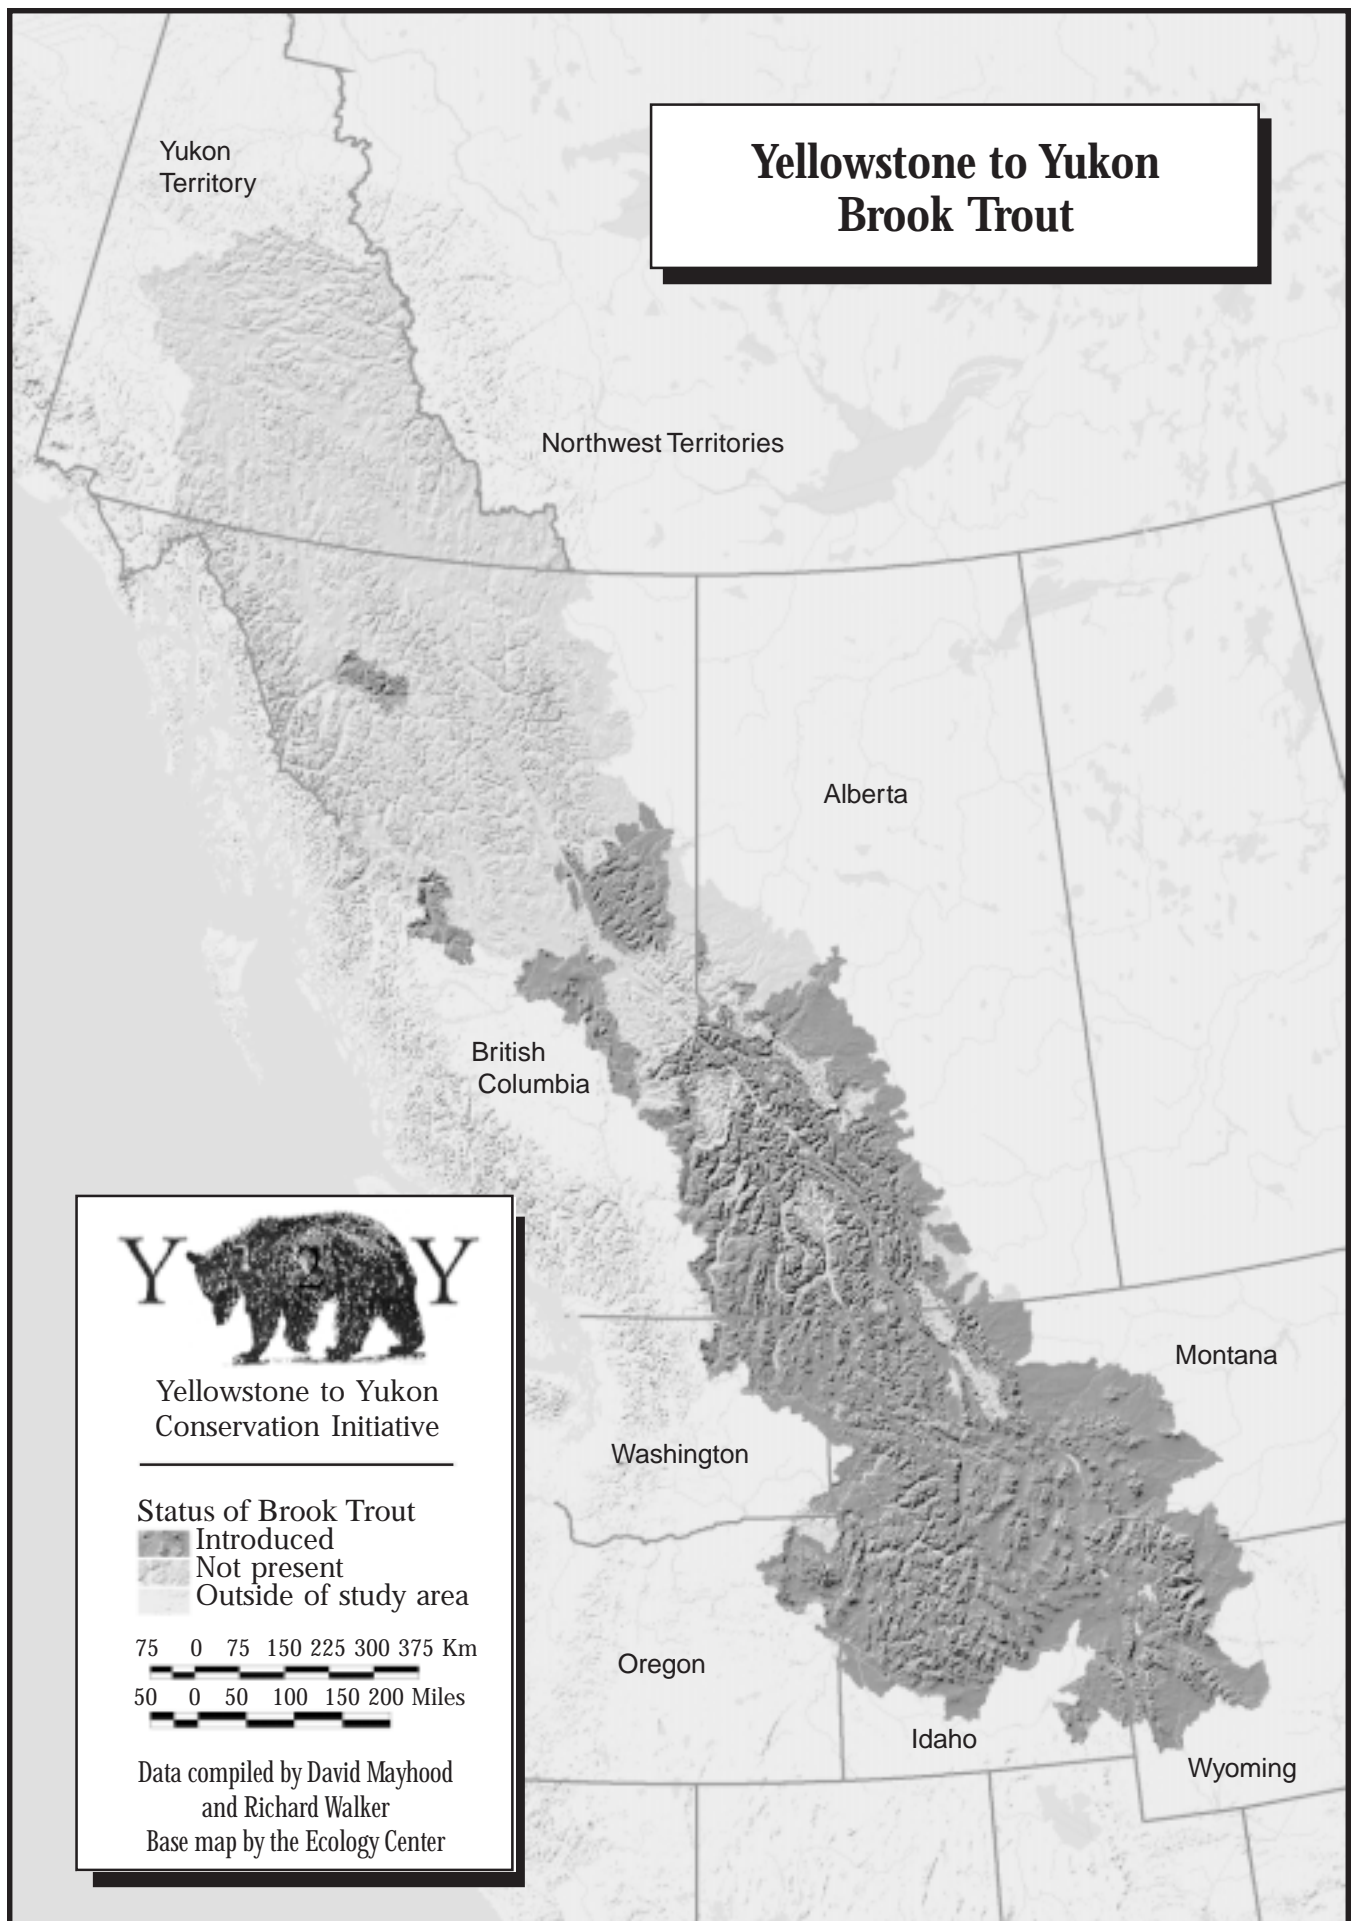 Yellowstone to Yukon
Brook Trout
Yukon
Territory
Northwest Territories
Alberta
British
Columbia
Montana
Washington
Oregon
Idaho
Wyoming
Y 2 Y
Yellowstone to Yukon
Conservation Initiative
Status of Brook Trout
Introduced
Not present
Outside of study area
75 0 75 150 225 300 375 Km
50 0 50 100 150 200 Miles
Data compiled by David Mayhood
and Richard Walker
Base map by the Ecology Center